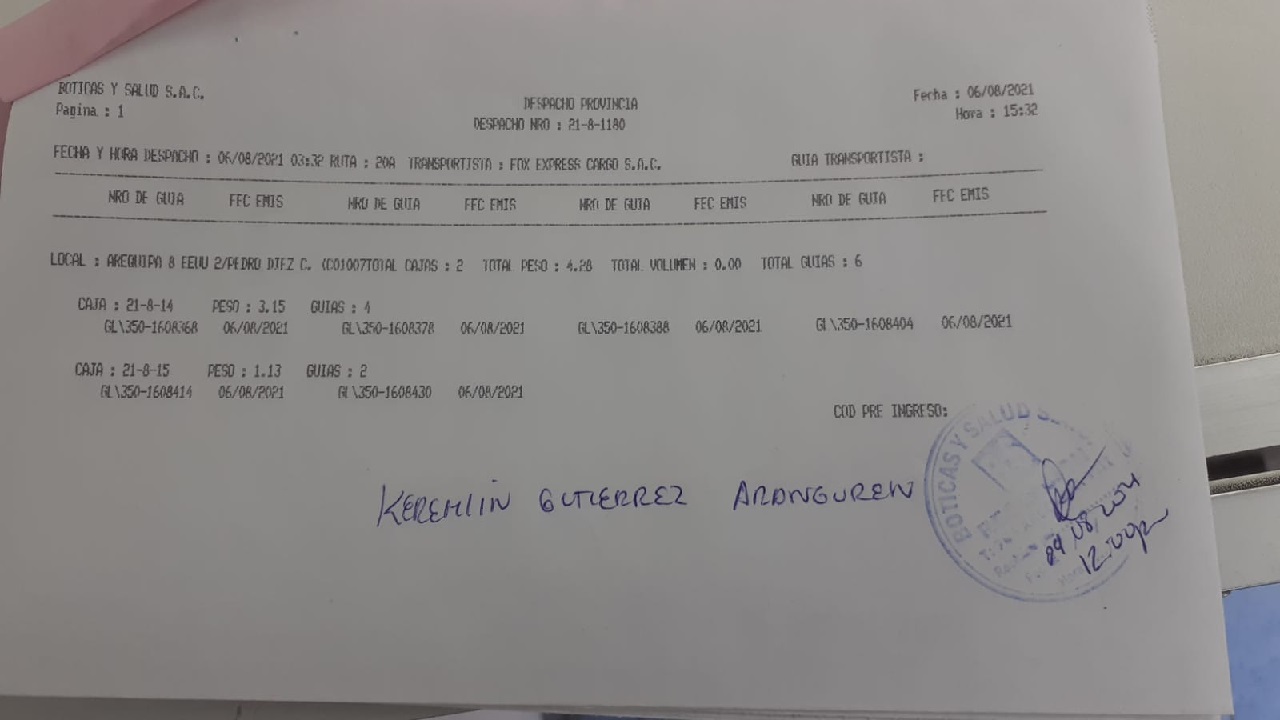 BOTICAS Y SALUD S.A.C.
Pagina : 1
DESPACHO PROVINCIA
DESPACHO NRO : 21-8-1180
Fecha : 06/08/2021
Hora : 15:32
FECHA Y HORA DESPACHO : 06/08/2021 03:32 RUTA : 20A TRANSPORTISTA : FOX EXPRESS CARGO S.A.C. GUIA TRANSPORTISTA :
NRO DE GUIA FEC EMIS NRO DE GUIA FEC EMIS NRO DE GUIA FEC EMIS NRO DE GUIA FEC EMIS
LOCAL : AREQUIPA 8 EEUU 2/PEDRO DIEZ C. (C01007TOTAL CAJAS : 2 TOTAL PESO : 4.28 TOTAL VOLUMEN : 0.00 TOTAL GUIAS : 6
CAJA : 21-8-14 PESO : 3.15 GUIAS : 4
GL\350-1608368 06/08/2021 GL\350-1608378 06/08/2021 GL\350-1608388 06/08/2021 GL\350-1608404 06/08/2021
CAJA : 21-8-15 PESO : 1.13 GUIAS : 2
GL\350-1608414 06/08/2021 GL\350-1608430 06/08/2021
COD PRE INGRESO:
KEREMLIN GUTIERREZ ARANGUREN
BOTICAS Y SALUD
09/08/2021
12:00p